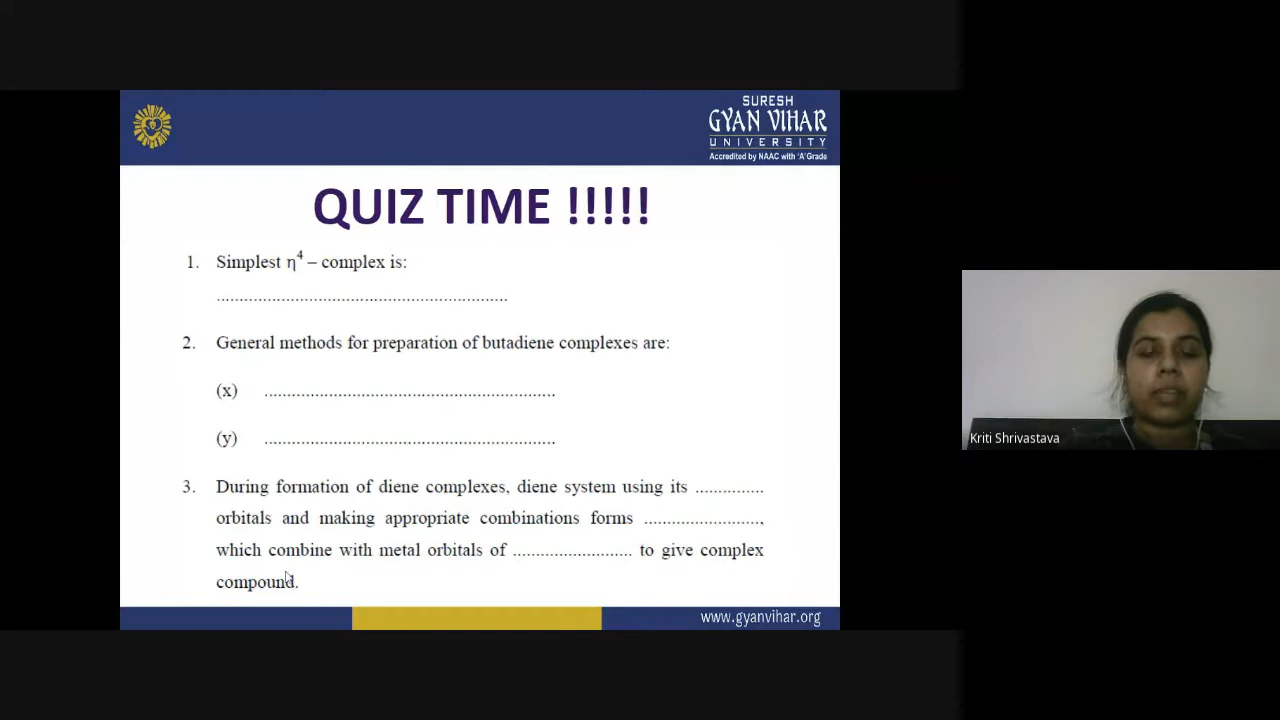 SURESH
GYAN VIHAR
UNIVERSITY
Accredited by NAAC with 'A' Grade
QUIZ TIME !!!!!
1. Simplest η⁴ – complex is:
...............................................................
2. General methods for preparation of butadiene complexes are:
(x) ...............................................................
(y) ...............................................................
3. During formation of diene complexes, diene system using its ...............
orbitals and making appropriate combinations forms .........................,
which combine with metal orbitals of .......................... to give complex
compound.
www.gyanvihar.org
Kriti Shrivastava